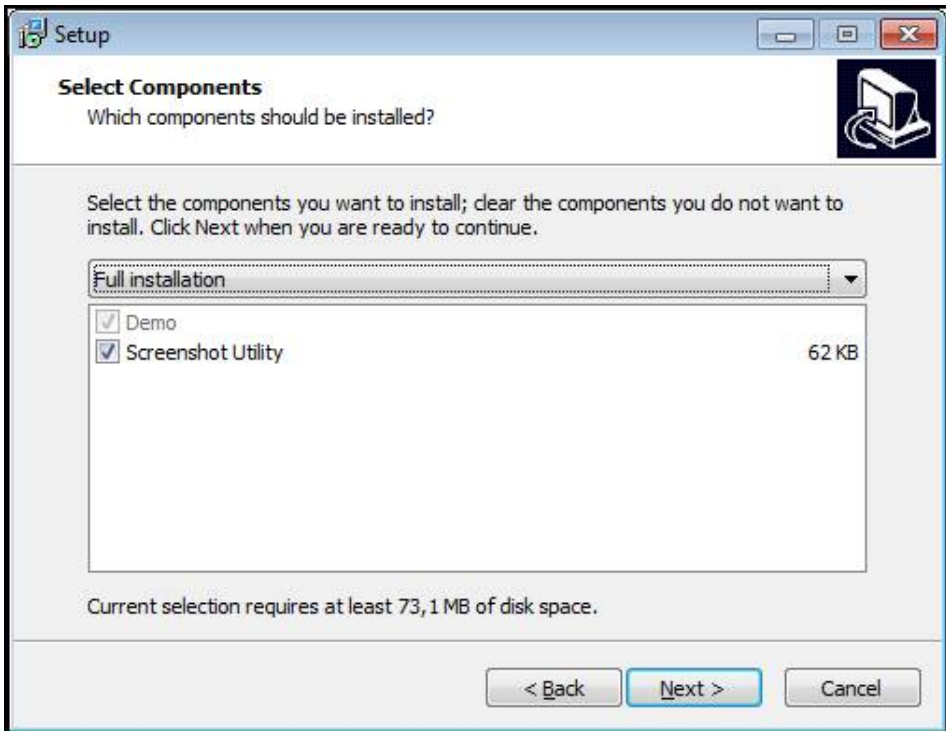 Setup
Select Components
Which components should be installed?
Select the components you want to install; clear the components you do not want to
install. Click Next when you are ready to continue.
Full installation
Demo
Screenshot Utility 62 KB
Current selection requires at least 73,1 MB of disk space.
< Back Next > Cancel